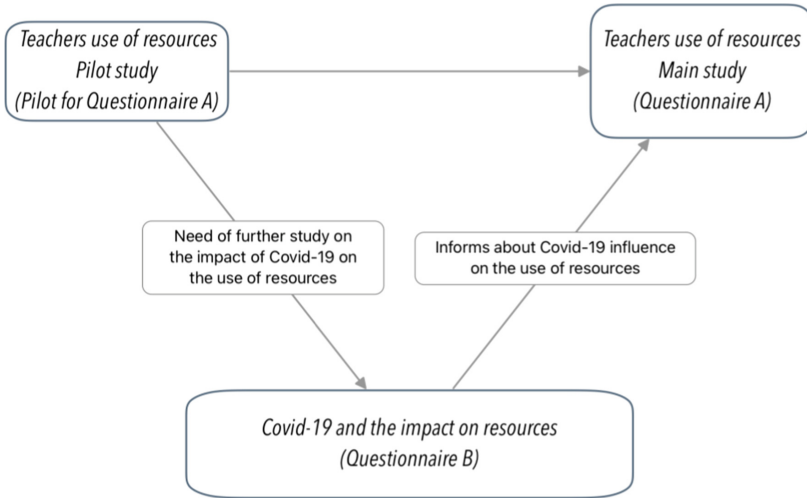 Teachers use of resources
Pilot study
(Pilot for Questionnaire A)
Teachers use of resources
Main study
(Questionnaire A)
Need of further study on
the impact of Covid-19 on
the use of resources
Informs about Covid-19 influence
on the use of resources
Covid-19 and the impact on resources
(Questionnaire B)